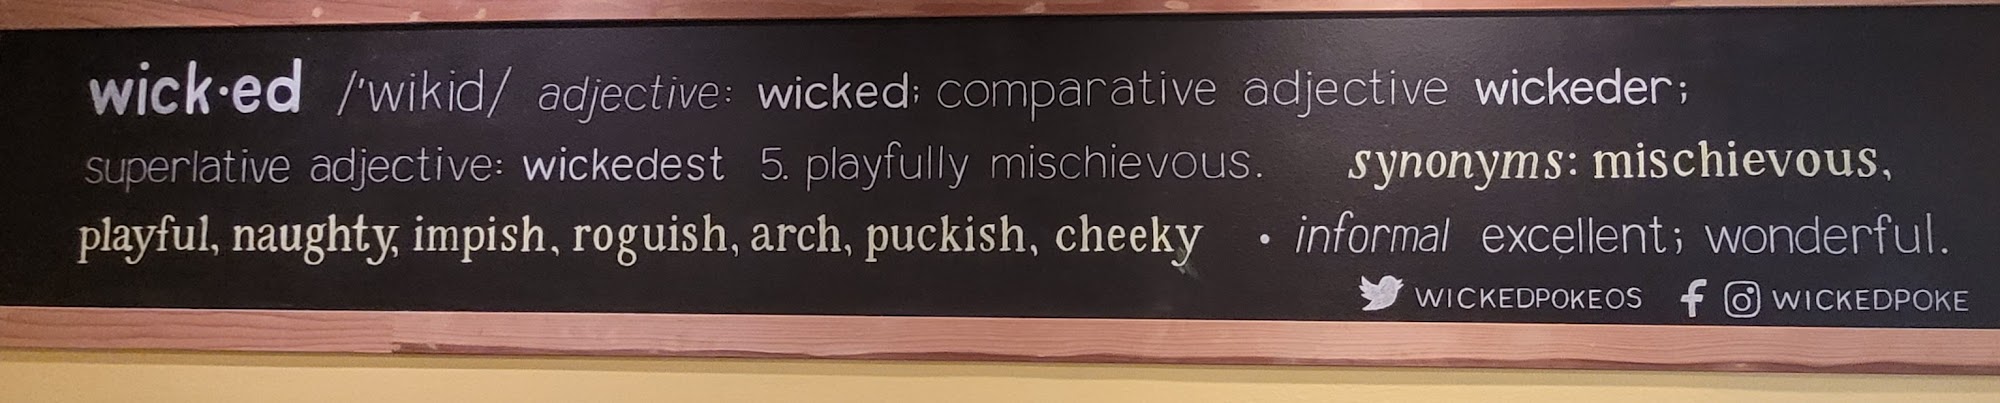 wick·ed /'wikid/ adjective: wicked; comparative adjective wickeder;
superlative adjective: wickedest 5. playfully mischievous. synonyms: mischievous,
playful, naughty, impish, roguish, arch, puckish, cheeky • informal excellent; wonderful.
WICKEDPOKEOS f WICKEDPOKE